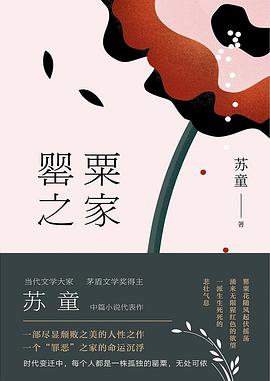 罂粟
之家
苏童
著
当代文学大家 茅盾文学奖得主
苏童 中篇小说代表作
一部尽显颓败之美的人性之作
一个“罪恶”之家的命运沉浮
时代变迁中，每个人都是一株孤独的罂粟，无处可依
罂粟花随风起伏摇荡
涌来无限猩红色的欲望
一派生生死死的
悲壮气息